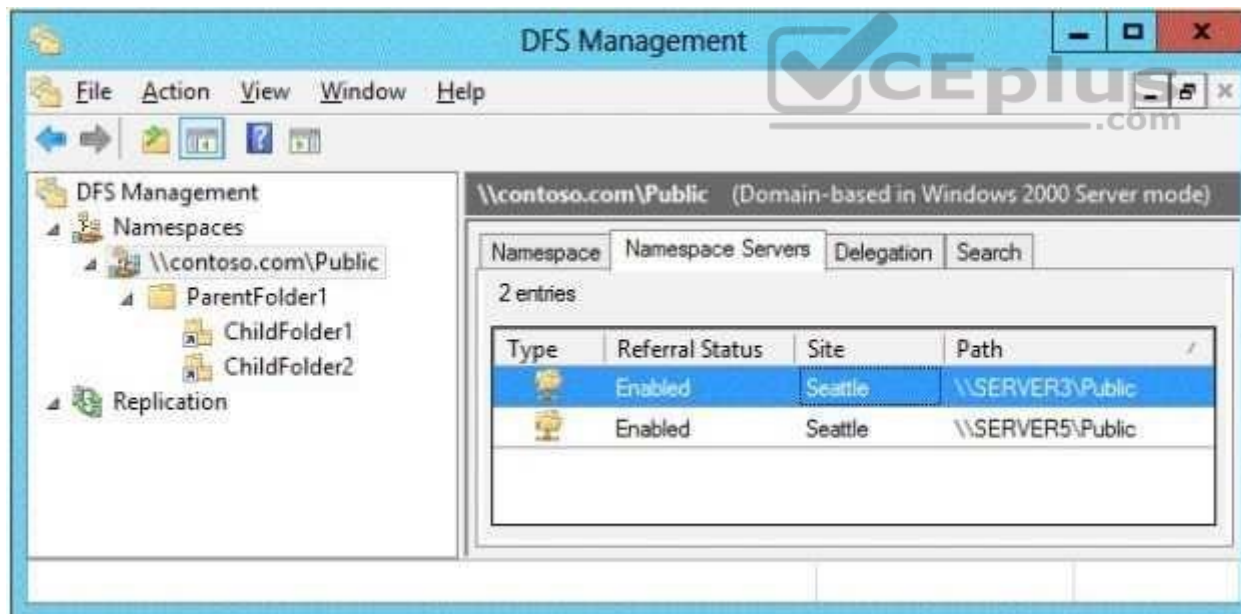 DFS Management
CEplus
.com
File Action View Window Help
DFS Management
Namespaces
\\contoso.com\Public
ParentFolder1
ChildFolder1
ChildFolder2
Replication
\\contoso.com\Public (Domain-based in Windows 2000 Server mode)
Namespace Namespace Servers Delegation Search
2 entries
Type Referral Status Site Path
Enabled Seattle \\SERVER3\Public
Enabled Seattle \\SERVER5\Public